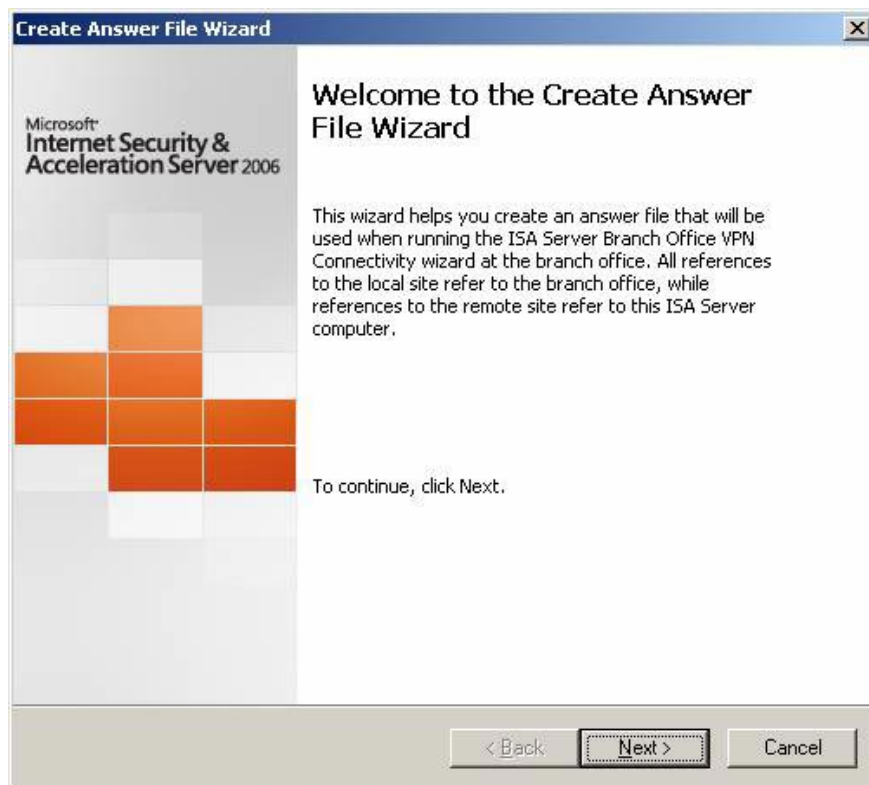 Create Answer File Wizard
Microsoft
Internet Security &
Acceleration Server 2006
Welcome to the Create Answer
File Wizard
This wizard helps you create an answer file that will be
used when running the ISA Server Branch Office VPN
Connectivity wizard at the branch office. All references
to the local site refer to the branch office, while
references to the remote site refer to this ISA Server
computer.
To continue, click Next.
< Back
Next >
Cancel